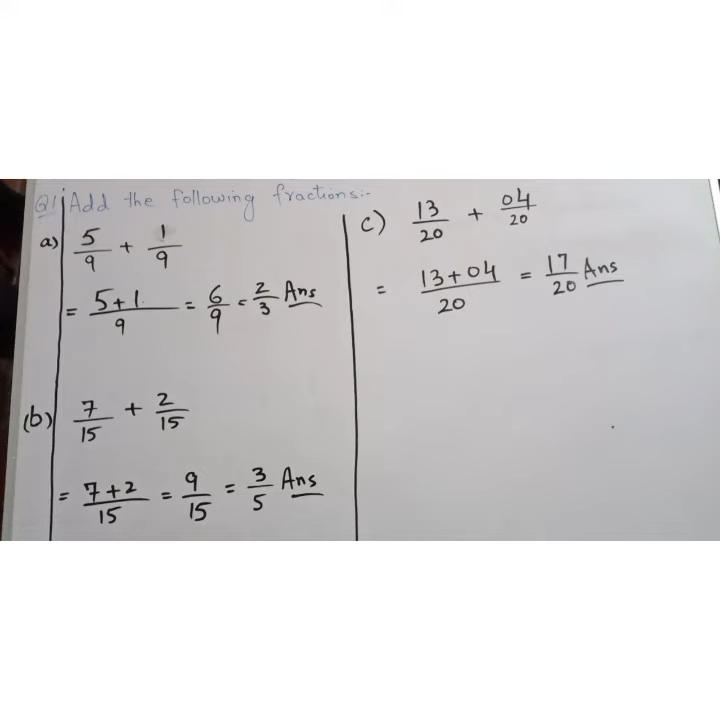 Q1 Add the following fractions:-
a) 5/9 + 1/9
= 5+1/9 = 6/9 = 2/3 Ans
(b) 7/15 + 2/15
= 7+2/15 = 9/15 = 3/5 Ans
c) 13/20 + 04/20
= 13+04/20 = 17/20 Ans